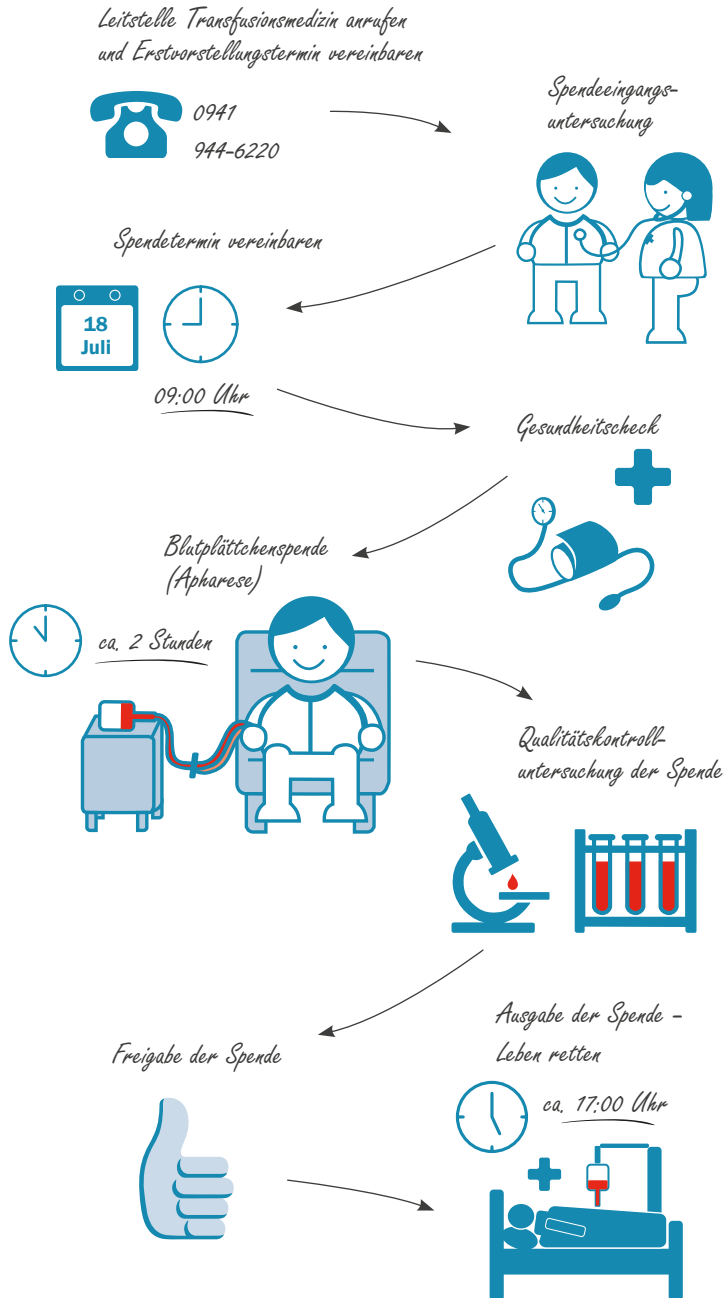 Leitstelle Transfusionsmedizin anrufen
und Erstvorstellungstermin vereinbaren
0941
944-6220
Spendeeingangs-
untersuchung
Spendetermin vereinbaren
18
Juli
09:00 Uhr
Gesundheitscheck
Blutplättchenspende
(Apharese)
ca. 2 Stunden
Qualitätskontroll-
untersuchung der Spende
Freigabe der Spende
Ausgabe der Spende -
Leben retten
ca. 17:00 Uhr